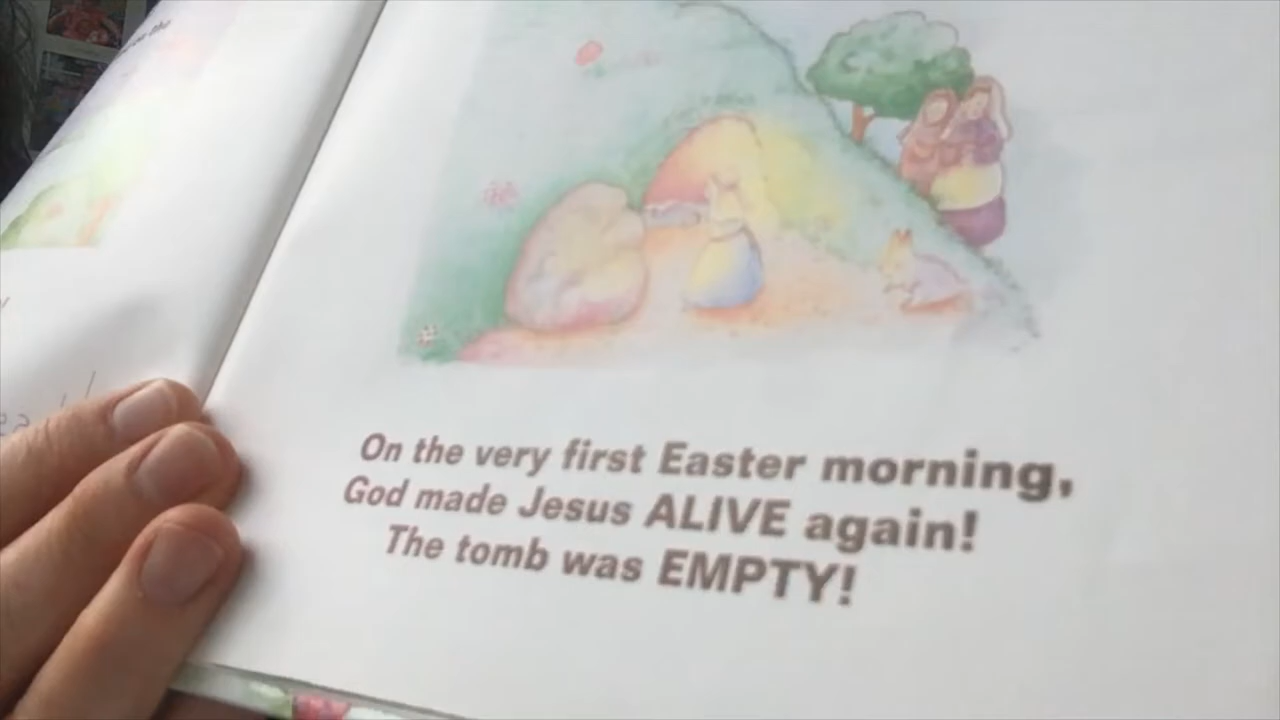 On the very first Easter morning,
God made Jesus ALIVE again!
The tomb was EMPTY!